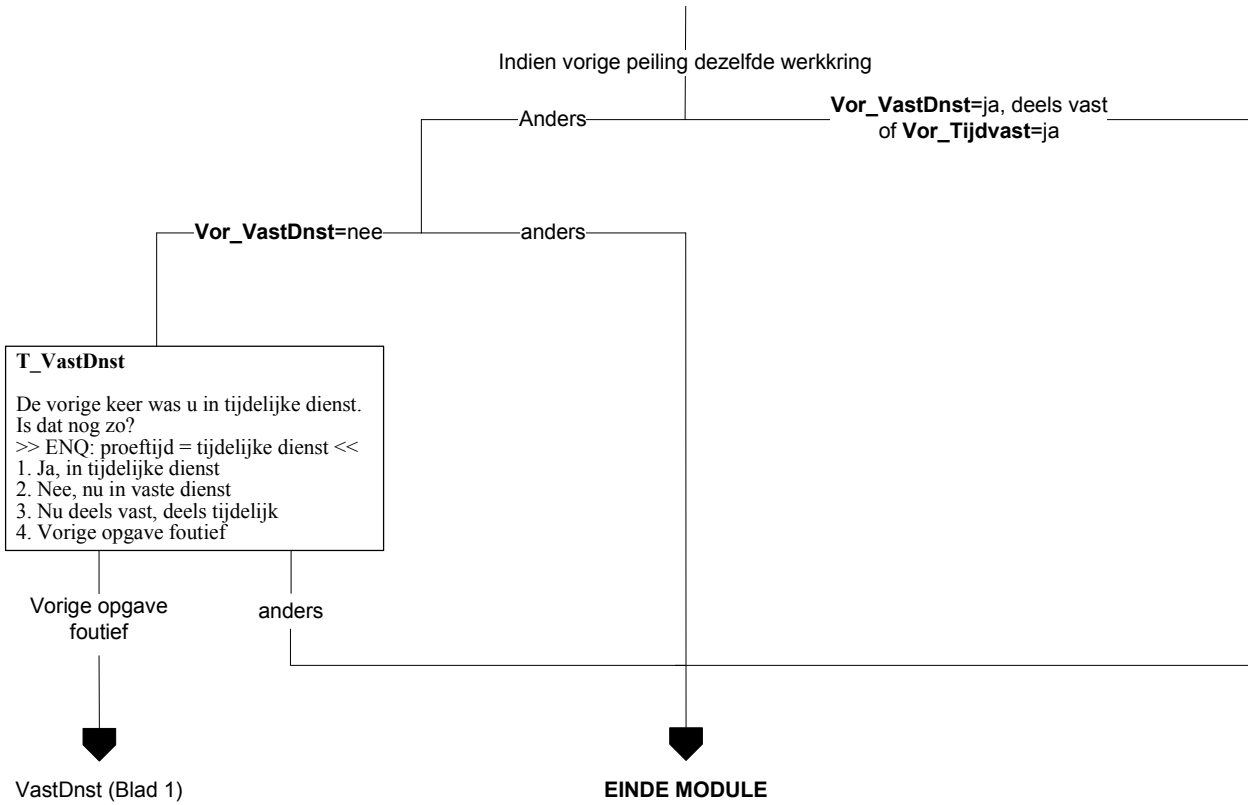 Indien vorige peiling dezelfde werkkring
Anders
Vor_VastDnst=ja, deels vast
of Vor_Tijdvast=ja
Vor_VastDnst=nee
anders
T_VastDnst
De vorige keer was u in tijdelijke dienst.
Is dat nog zo?
>> ENQ: proeftijd = tijdelijke dienst <<
1. Ja, in tijdelijke dienst
2. Nee, nu in vaste dienst
3. Nu deels vast, deels tijdelijk
4. Vorige opgave foutief
Vorige opgave
foutief
anders
VastDnst (Blad 1)
EINDE MODULE